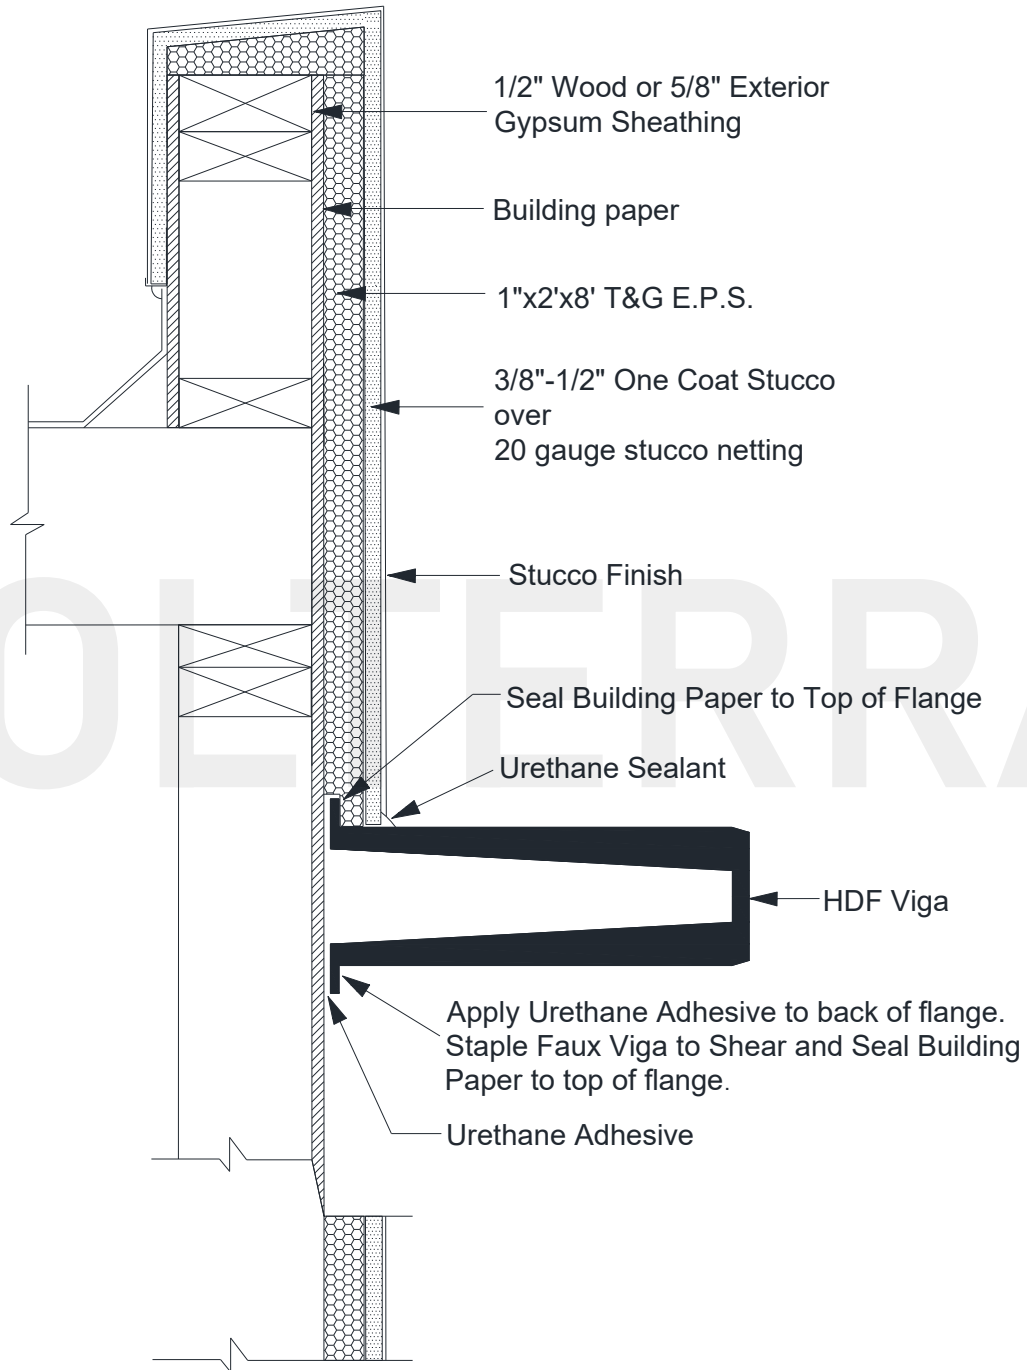 1/2" Wood or 5/8" Exterior
Gypsum Sheathing
Building paper
1"x2'x8' T&G E.P.S.
3/8"-1/2" One Coat Stucco
over
20 gauge stucco netting
Stucco Finish
OLTERRA
Seal Building Paper to Top of Flange
Urethane Sealant
HDF Viga
Apply Urethane Adhesive to back of flange.
Staple Faux Viga to Shear and Seal Building
Paper to top of flange.
Urethane Adhesive